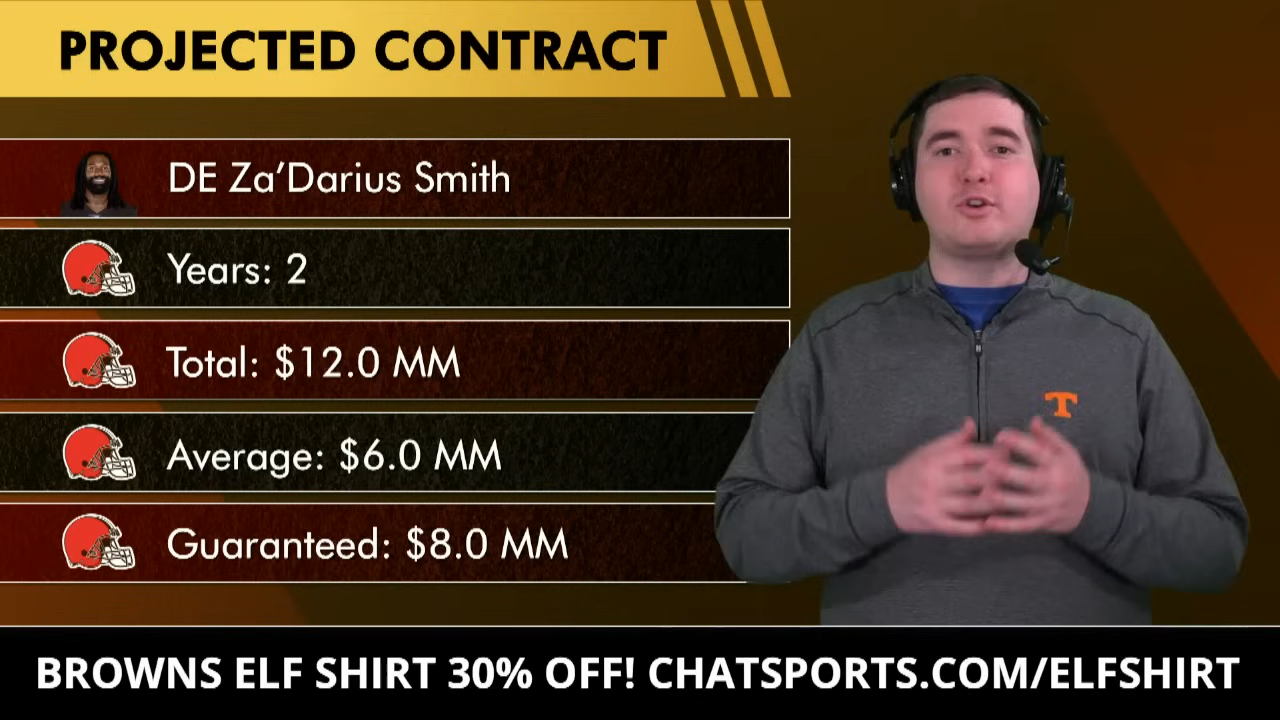 PROJECTED CONTRACT
DE Za'Darius Smith
Years: 2
Total: $12.0 MM
Average: $6.0 MM
Guaranteed: $8.0 MM
T
BROWNS ELF SHIRT 30% OFF! CHATSPORTS.COM/ELFSHIRT